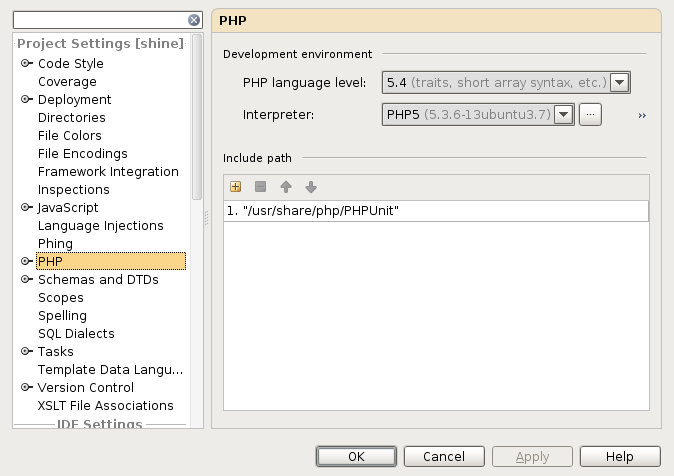 Project Settings [shine]
Code Style
Coverage
Deployment
Directories
File Colors
File Encodings
Framework Integration
Inspections
JavaScript
Language Injections
Phing
PHP
Schemas and DTDs
Scopes
Spelling
SQL Dialects
Tasks
Template Data Langu...
Version Control
XSLT File Associations
IDE Settings
PHP
Development environment
PHP language level: 5.4 (traits, short array syntax, etc.)
Interpreter: PHP5 (5.3.6-13ubuntu3.7) ... »
Include path
1. "/usr/share/php/PHPUnit"
OK Cancel Apply Help